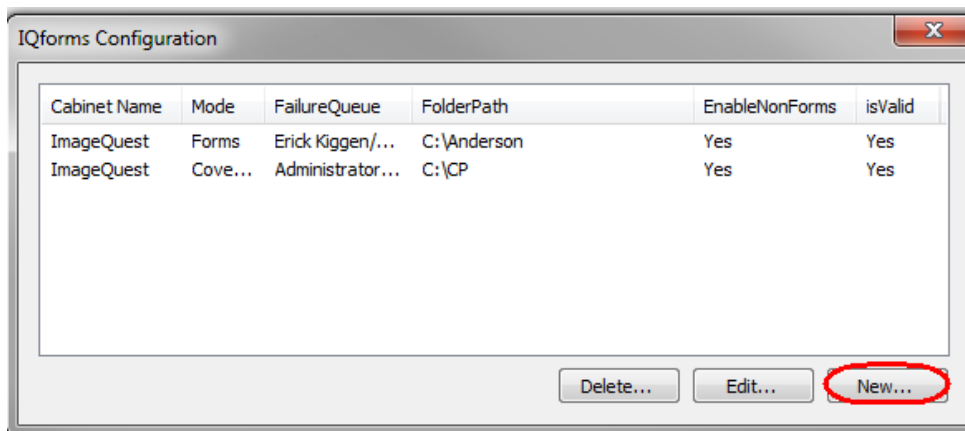 IQforms Configuration
Cabinet Name Mode FailureQueue FolderPath EnableNonForms isValid
ImageQuest Forms Erick Kiggen/... C:\Anderson Yes Yes
ImageQuest Cove... Administrator... C:\CP Yes Yes
Delete... Edit... New...